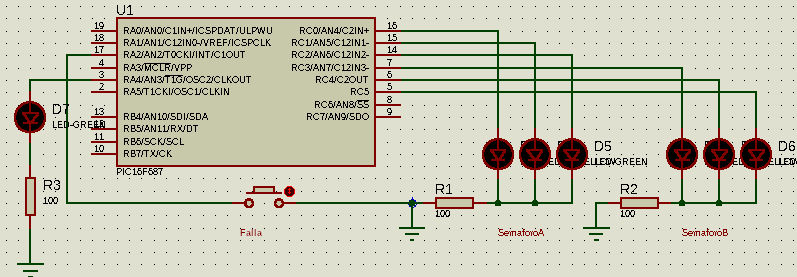 U1
19 RA0/AN0/C1IN+/ICSPDAT/ULPWU RC0/AN4/C2IN+ 16
18 RA1/AN1/C12IN0-/VREF/ICSPCLK RC1/AN5/C12IN1- 15
17 RA2/AN2/T0CKI/INT/C1OUT RC2/AN6/C12IN2- 14
4 RA3/MCLR/VPP RC3/AN7/C12IN3- 7
3 RA4/AN3/T1G/OSC2/CLKOUT RC4/C2OUT 6
2 RA5/T1CKI/OSC1/CLKIN RC5 5
RC6/AN8/SS 8
13 RB4/AN10/SDI/SDA RC7/AN9/SDO 9
RB5/AN11/RX/DT
11 RB6/SCK/SCL
10 RB7/TX/CK
PIC16F687
D7
LED-GREEN
D5
LED-GREEN
D6
R3
100
R1
100
R2
100
Falla
SemaforoA
SemaforoB